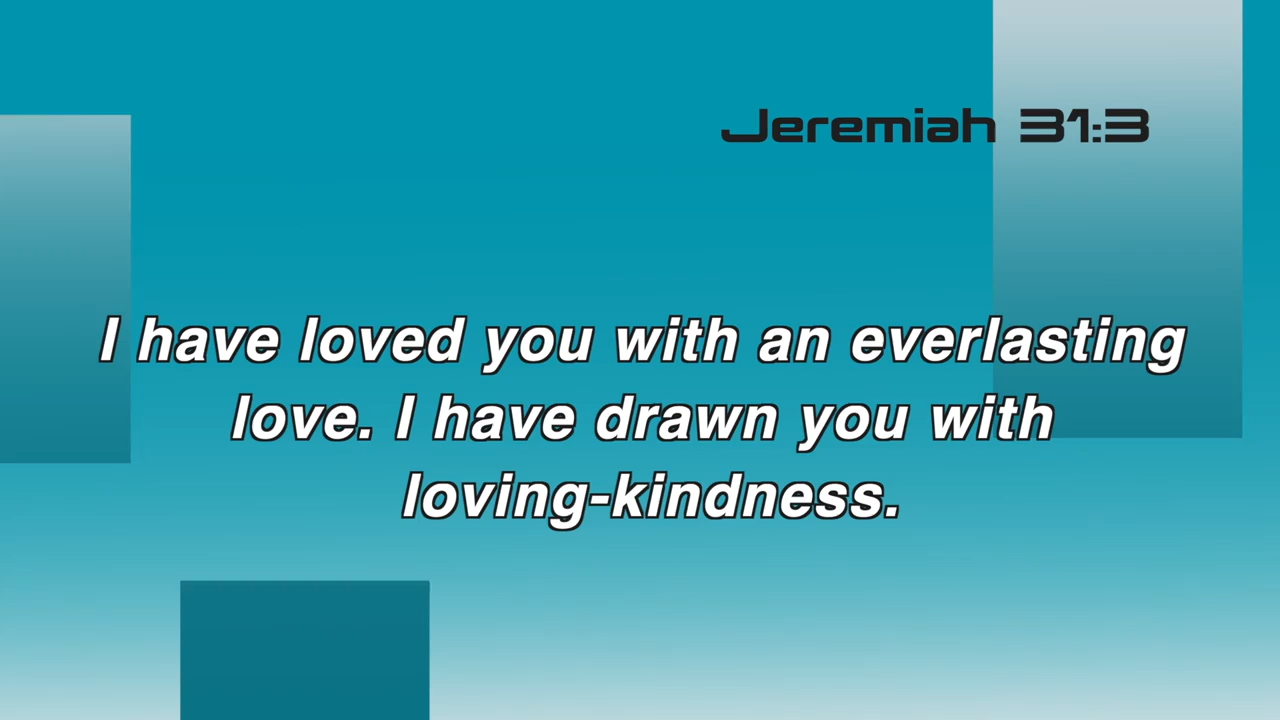 Jeremiah 31:3
I have loved you with an everlasting
love. I have drawn you with
loving-kindness.